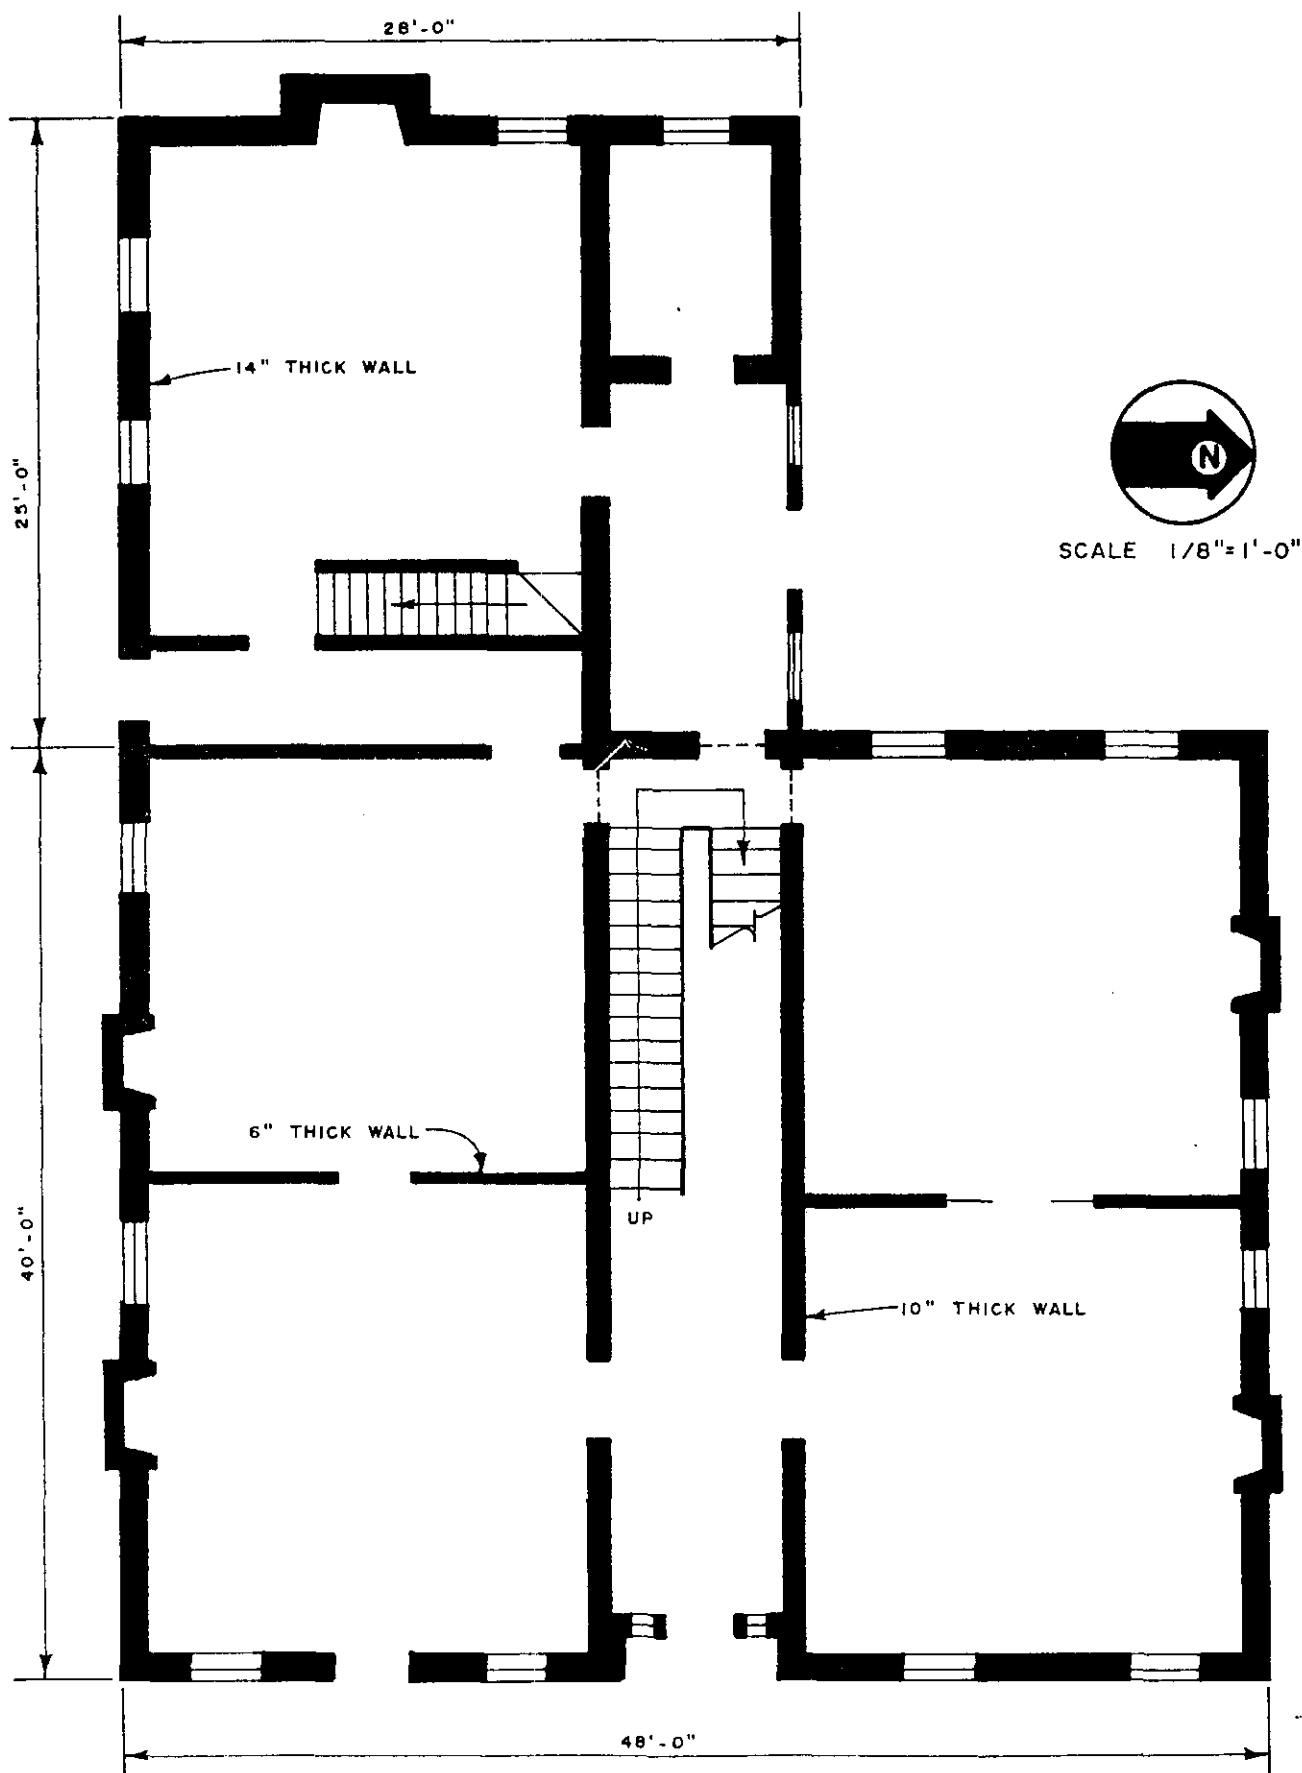 28'-0"
14" THICK WALL
25'-0"
N
SCALE 1/8"=1'-0"
6" THICK WALL
UP
40'-0"
10" THICK WALL
48'-0"